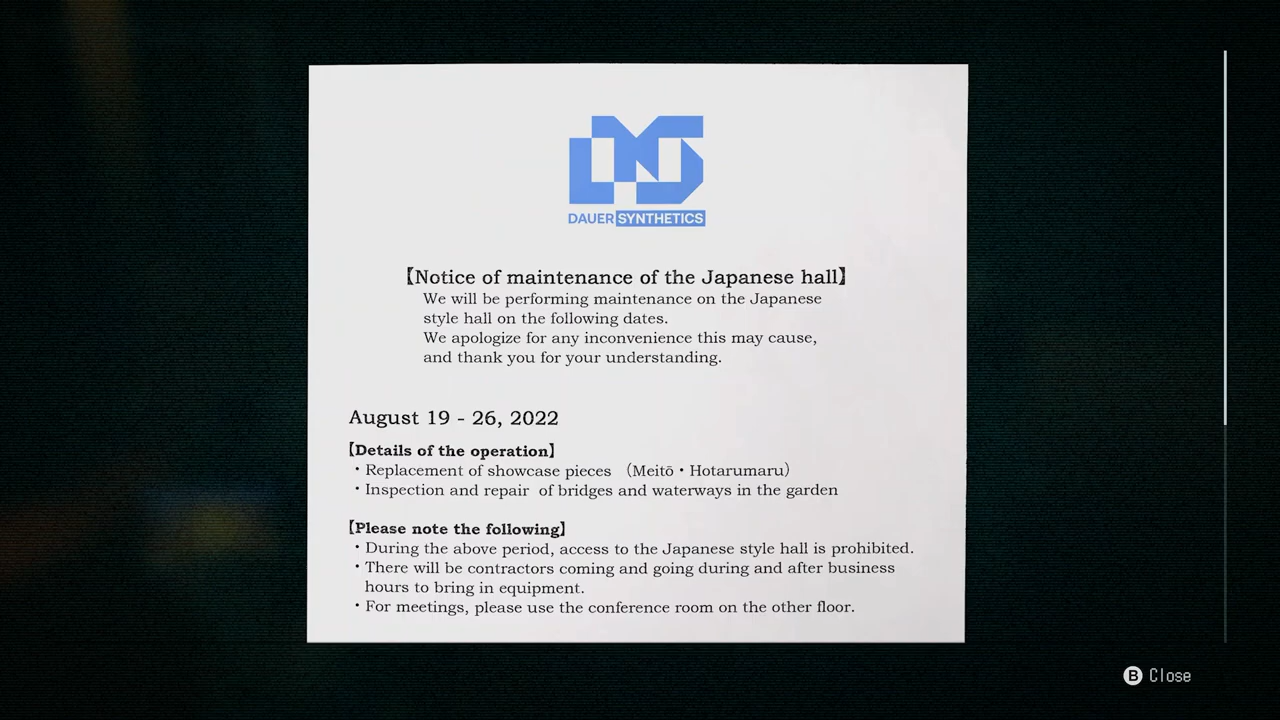 DMS
DAUER SYNTHETICS
【Notice of maintenance of the Japanese hall】
We will be performing maintenance on the Japanese
style hall on the following dates.
We apologize for any inconvenience this may cause,
and thank you for your understanding.
August 19 - 26, 2022
【Details of the operation】
・Replacement of showcase pieces （Meitō・Hotarumaru）
・Inspection and repair of bridges and waterways in the garden
【Please note the following】
・During the above period, access to the Japanese style hall is prohibited.
・There will be contractors coming and going during and after business
hours to bring in equipment.
・For meetings, please use the conference room on the other floor.
B Close